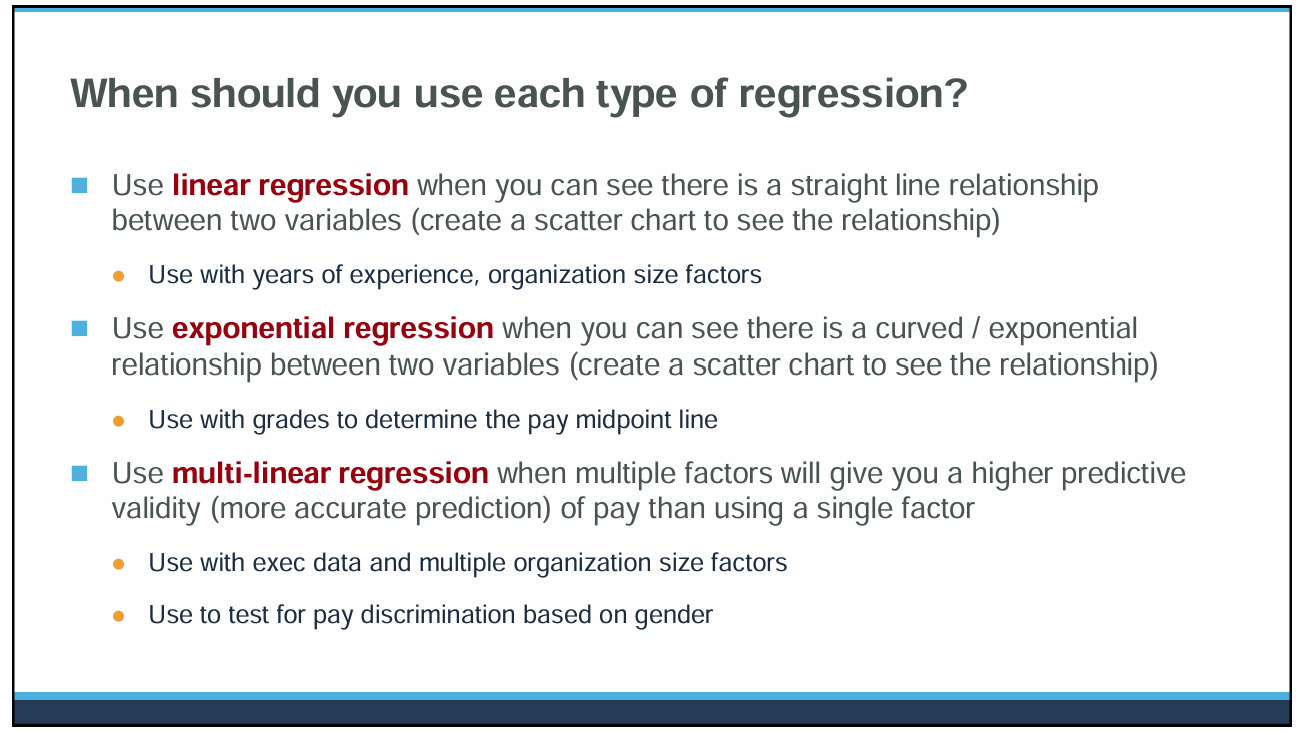 When should you use each type of regression?
Use linear regression when you can see there is a straight line relationship
between two variables (create a scatter chart to see the relationship)
Use with years of experience, organization size factors
Use exponential regression when you can see there is a curved / exponential
relationship between two variables (create a scatter chart to see the relationship)
Use with grades to determine the pay midpoint line
Use multi-linear regression when multiple factors will give you a higher predictive
validity (more accurate prediction) of pay than using a single factor
Use with exec data and multiple organization size factors
Use to test for pay discrimination based on gender